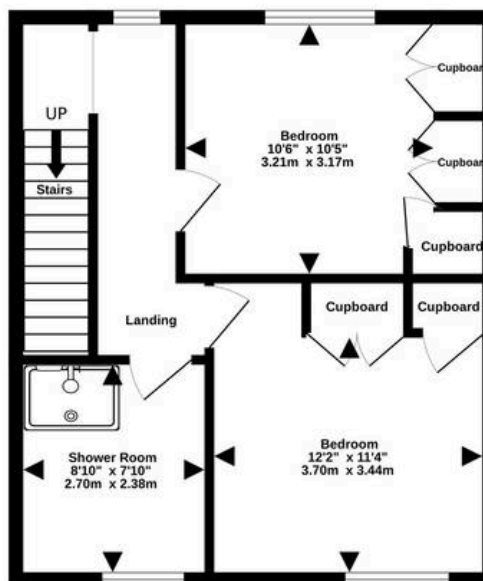 Cupboard
UP
Bedroom
10'6" x 10'5"
3.21m x 3.17m
Cupboard
Stairs
Cupboard
Landing
Cupboard
Cupboard
Shower Room
8'10" x 7'10"
2.70m x 2.38m
Bedroom
12'2" x 11'4"
3.70m x 3.44m